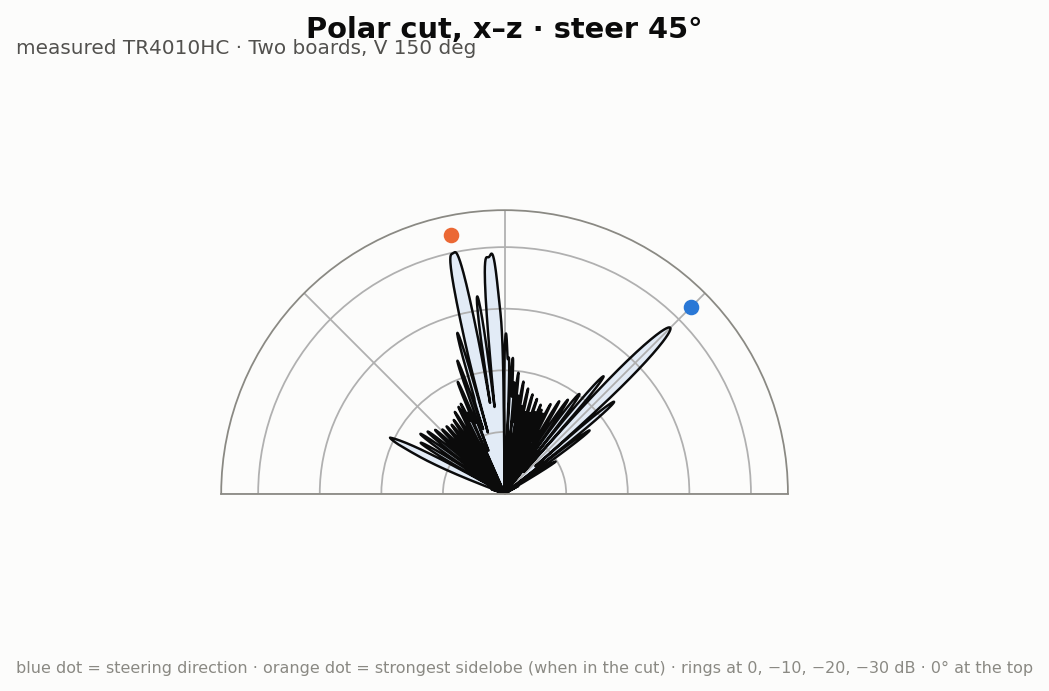 Polar cut, x–z · steer 45°
measured TR4010HC · Two boards, V 150 deg
blue dot = steering direction · orange dot = strongest sidelobe (when in the cut) · rings at 0, −10, −20, −30 dB · 0° at the top